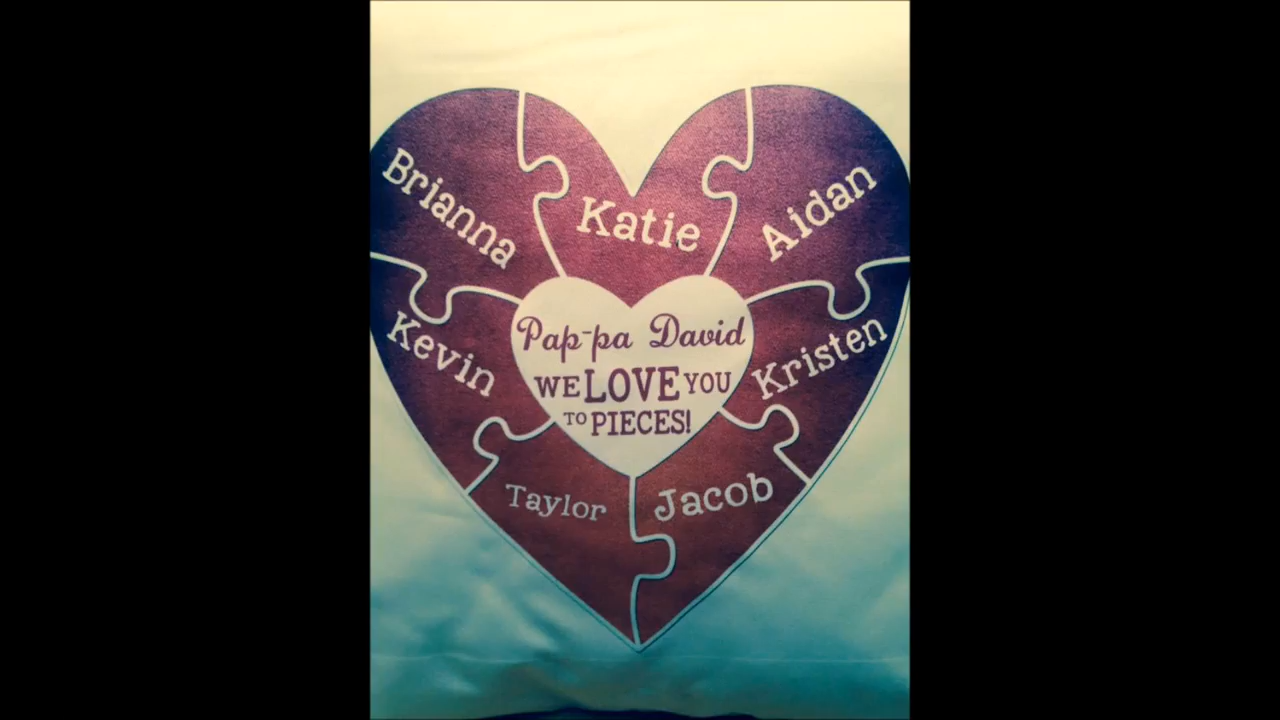 Brianna
Katie
Aidan
Kevin
Pap-pa David
WE LOVE YOU
TO PIECES!
Kristen
Taylor
Jacob